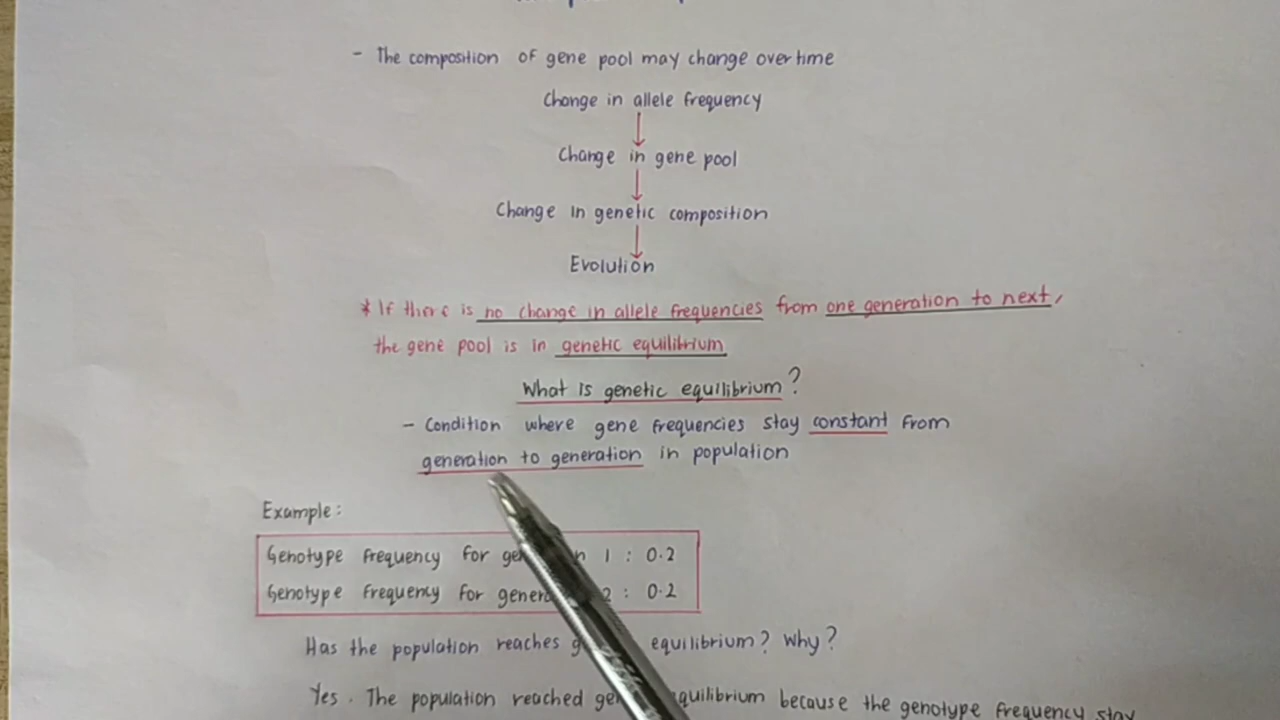 - The composition of gene pool may change over time
Change in allele frequency
Change in gene pool
Change in genetic composition
Evolution
* If there is no change in allele frequencies from one generation to next,
the gene pool is in genetic equilibrium
What is genetic equilibrium?
- Condition where gene frequencies stay constant from
generation to generation in population
Example:
Genotype frequency for 1 : 0.2
Genotype frequency for 2 : 0.2
Has the population reaches equilibrium? Why?
Yes. The population reached equilibrium because the genotype frequency stay